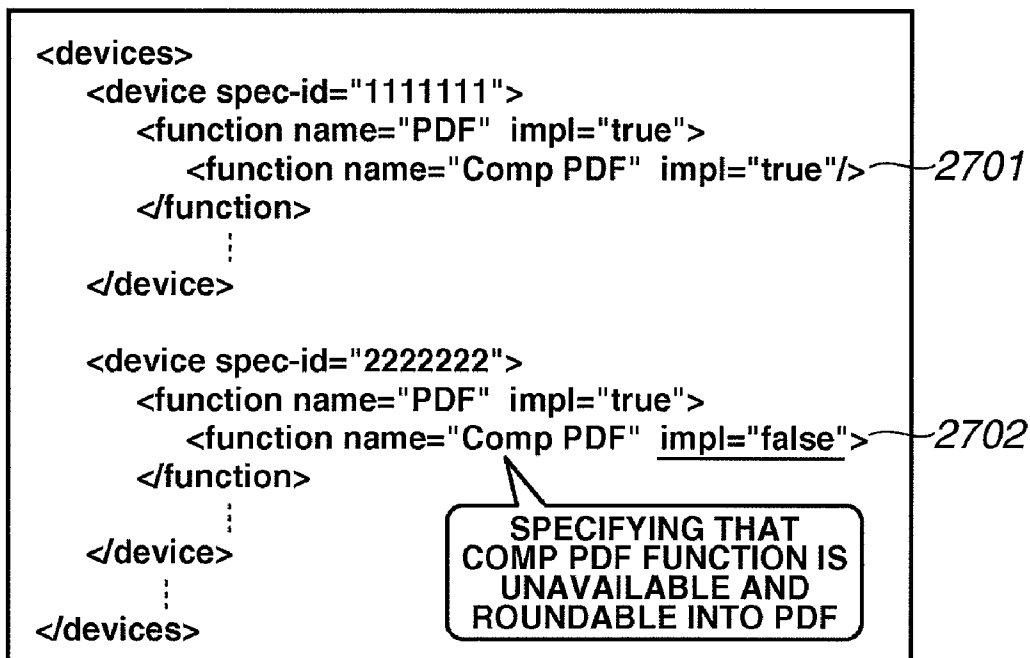 <devices>
<device spec-id="1111111">
<function name="PDF" impl="true">
<function name="Comp PDF" impl="true"/> 2701
</function>
</device>
<device spec-id="2222222">
<function name="PDF" impl="true">
<function name="Comp PDF" impl="false"> 2702
</function>
SPECIFYING THAT
COMP PDF FUNCTION IS
UNAVAILABLE AND
ROUNDABLE INTO PDF
</device>
</devices>